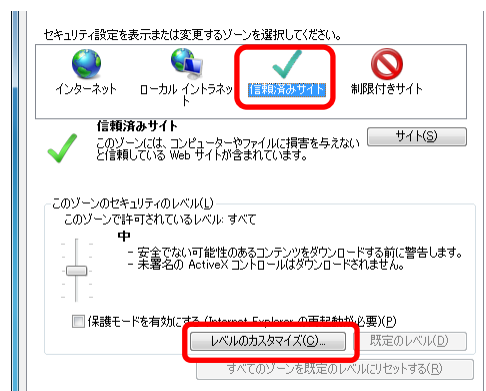 セキュリティ設定を表示または変更するゾーンを選択してください。
インターネット
ローカル イントラネッ
ト
信頼済みサイト
制限付きサイト
信頼済みサイト
このゾーンには、コンピューターやファイルに損害を与えない
と信頼している Web サイトが含まれています。
サイト(S)
このゾーンのセキュリティのレベル(L)
このゾーンで許可されているレベル: すべて
中
- 安全でない可能性のあるコンテンツをダウンロードする前に警告します。
- 未署名の ActiveX コントロールはダウンロードされません。
保護モードを有効にする (Internet Explorer の再起動が必要)(P)
レベルのカスタマイズ(C)...
既定のレベル(D)
すべてのゾーンを既定のレベルにリセットする(R)